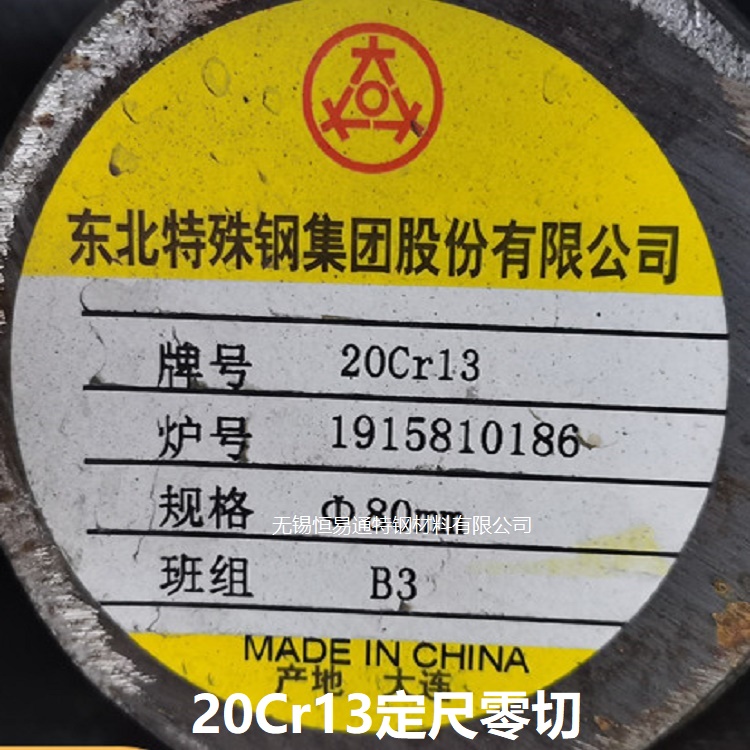 东北特殊钢集团股份有限公司
牌号 20Cr13
炉号 1915810186
规格 Φ80mm
无锡恒易通特钢材料有限公司
班组 B3
MADE IN CHINA
产地 大连
20Cr13定尺零切